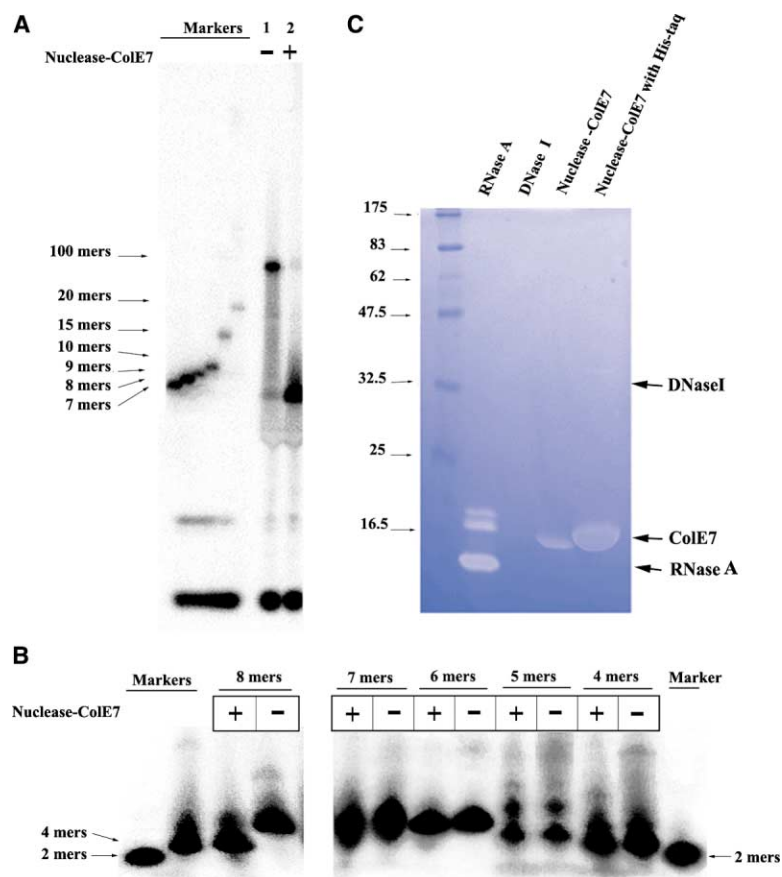 A
Markers 1 2
Nuclease-ColE7 − +
100 mers
20 mers
15 mers
10 mers
9 mers
8 mers
7 mers
C
RNase A
DNase I
Nuclease-ColE7
Nuclease-ColE7 with His-taq
175
83
62
47.5
32.5
25
16.5
DNaseI
ColE7
RNase A
B
Markers 8 mers 7 mers 6 mers 5 mers 4 mers Marker
Nuclease-ColE7 + − + − + − + − + −
4 mers
2 mers
2 mers